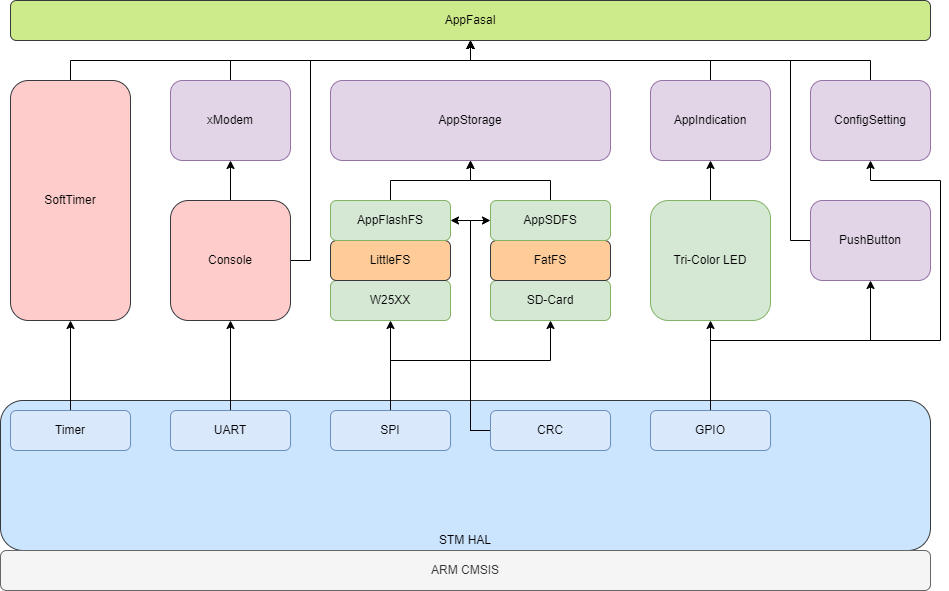 AppFasal
SoftTimer
xModem
AppStorage
AppIndication
ConfigSetting
Console
AppFlashFS
AppSDFS
Tri-Color LED
PushButton
LittleFS
FatFS
W25XX
SD-Card
Timer
UART
SPI
CRC
GPIO
STM HAL
ARM CMSIS